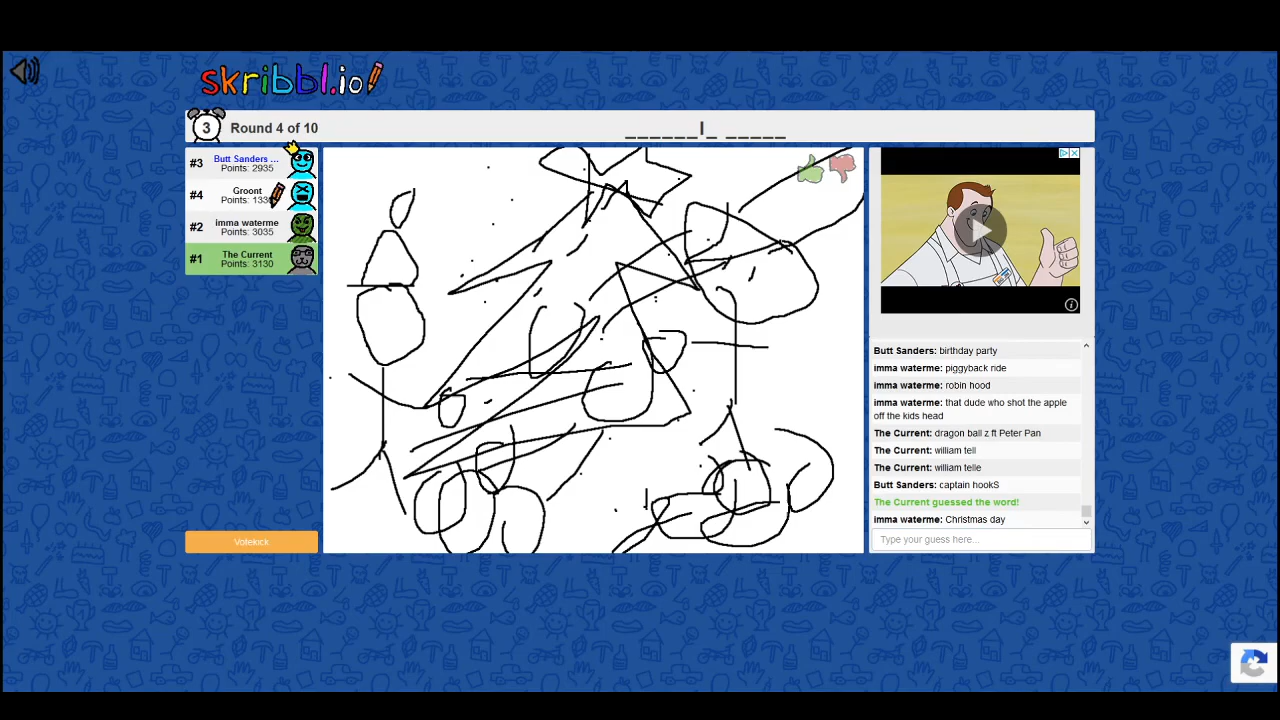 skribbl.io
3
Round 4 of 10
______l_ _____
#3
Butt Sanders ...
Points: 2935
#4
Groont
Points: 133
#2
imma waterme
Points: 3035
#1
The Current
Points: 3130
Votekick
Butt Sanders: birthday party
imma waterme: piggyback ride
imma waterme: robin hood
imma waterme: that dude who shot the apple
off the kids head
The Current: dragon ball z ft Peter Pan
The Current: william tell
The Current: william telle
Butt Sanders: captain hookS
The Current guessed the word!
imma waterme: Christmas day
Type your guess here...